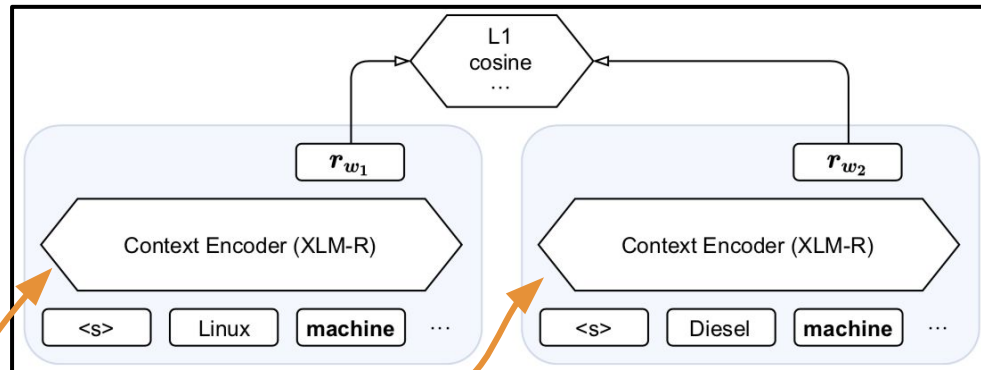 L1
cosine
...
r_{w_1}
r_{w_2}
Context Encoder (XLM-R)
Context Encoder (XLM-R)
<s> Linux machine ...
<s> Diesel machine ...